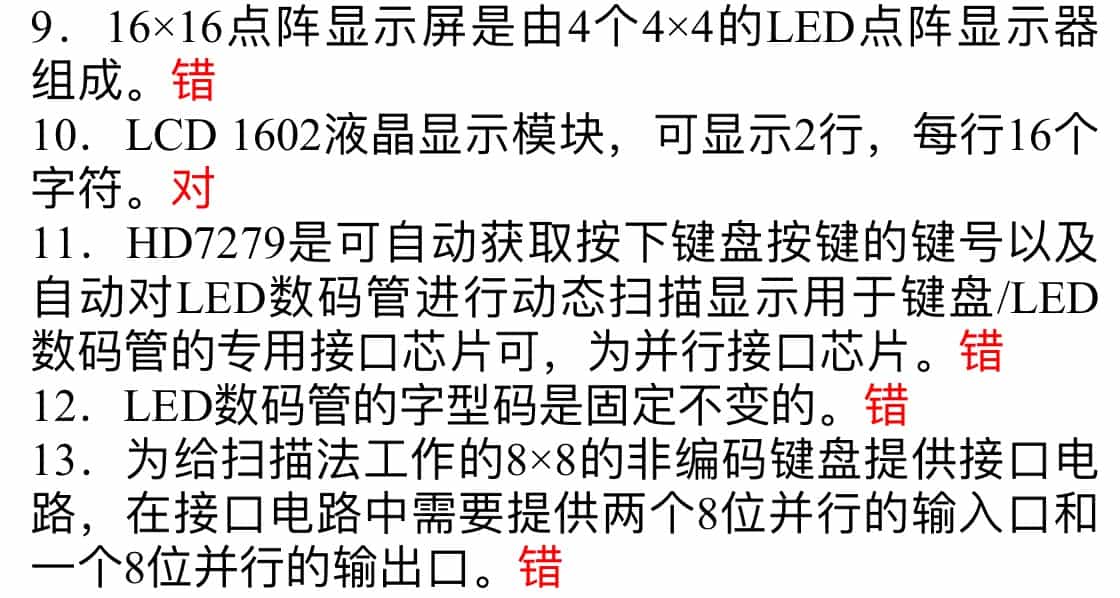 9．16×16点阵显示屏是由4个4×4的LED点阵显示器
组成。错
10．LCD 1602液晶显示模块，可显示2行，每行16个
字符。对
11．HD7279是可自动获取按下键盘按键的键号以及
自动对LED数码管进行动态扫描显示用于键盘/LED
数码管的专用接口芯片可，为并行接口芯片。错
12．LED数码管的字型码是固定不变的。错
13．为给扫描法工作的8×8的非编码键盘提供接口电
路，在接口电路中需要提供两个8位并行的输入口和
一个8位并行的输出口。错